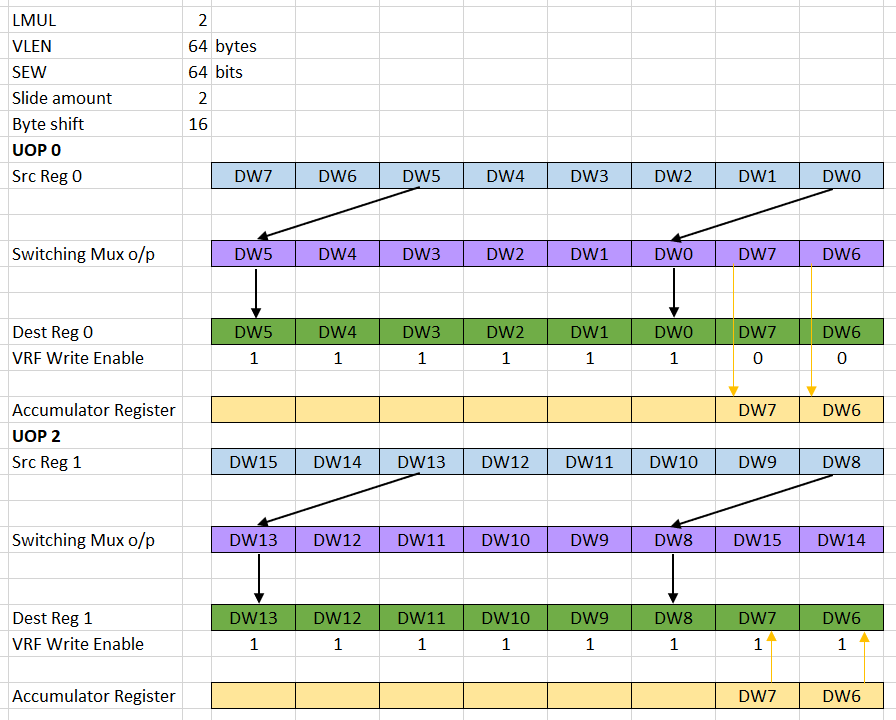 LMUL 2
VLEN 64 bytes
SEW 64 bits
Slide amount 2
Byte shift 16
UOP 0
Src Reg 0 DW7 DW6 DW5 DW4 DW3 DW2 DW1 DW0
Switching Mux o/p DW5 DW4 DW3 DW2 DW1 DW0 DW7 DW6
Dest Reg 0 DW5 DW4 DW3 DW2 DW1 DW0 DW7 DW6
VRF Write Enable 1 1 1 1 1 1 0 0
Accumulator Register DW7 DW6
UOP 2
Src Reg 1 DW15 DW14 DW13 DW12 DW11 DW10 DW9 DW8
Switching Mux o/p DW13 DW12 DW11 DW10 DW9 DW8 DW15 DW14
Dest Reg 1 DW13 DW12 DW11 DW10 DW9 DW8 DW7 DW6
VRF Write Enable 1 1 1 1 1 1 1 1
Accumulator Register DW7 DW6